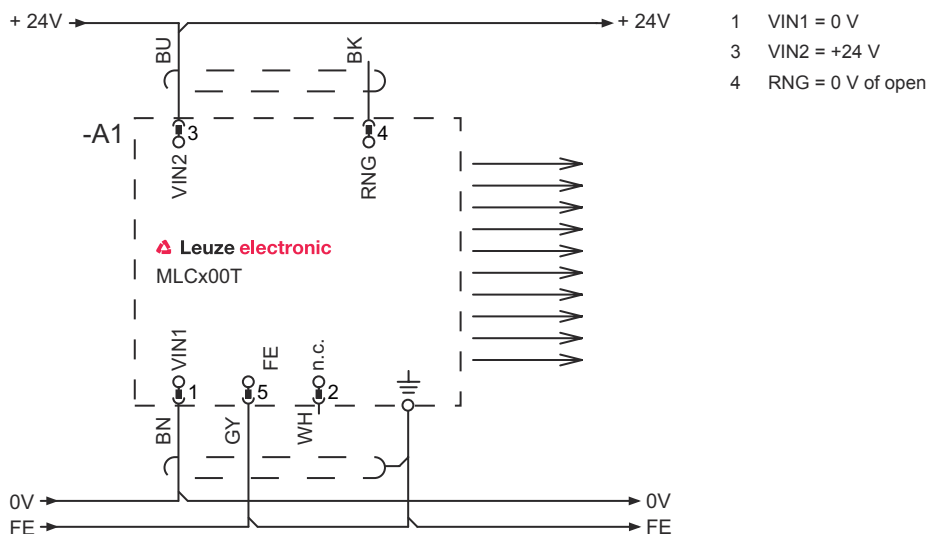 + 24V
+ 24V
1 VIN1 = 0 V
3 VIN2 = +24 V
4 RNG = 0 V of open
BU
BK
-A1
3
4
VIN2
RNG
Leuze electronic
MLCx00T
VIN1
FE
n.c.
1
5
2
BN
GY
WH
0V
0V
FE
FE